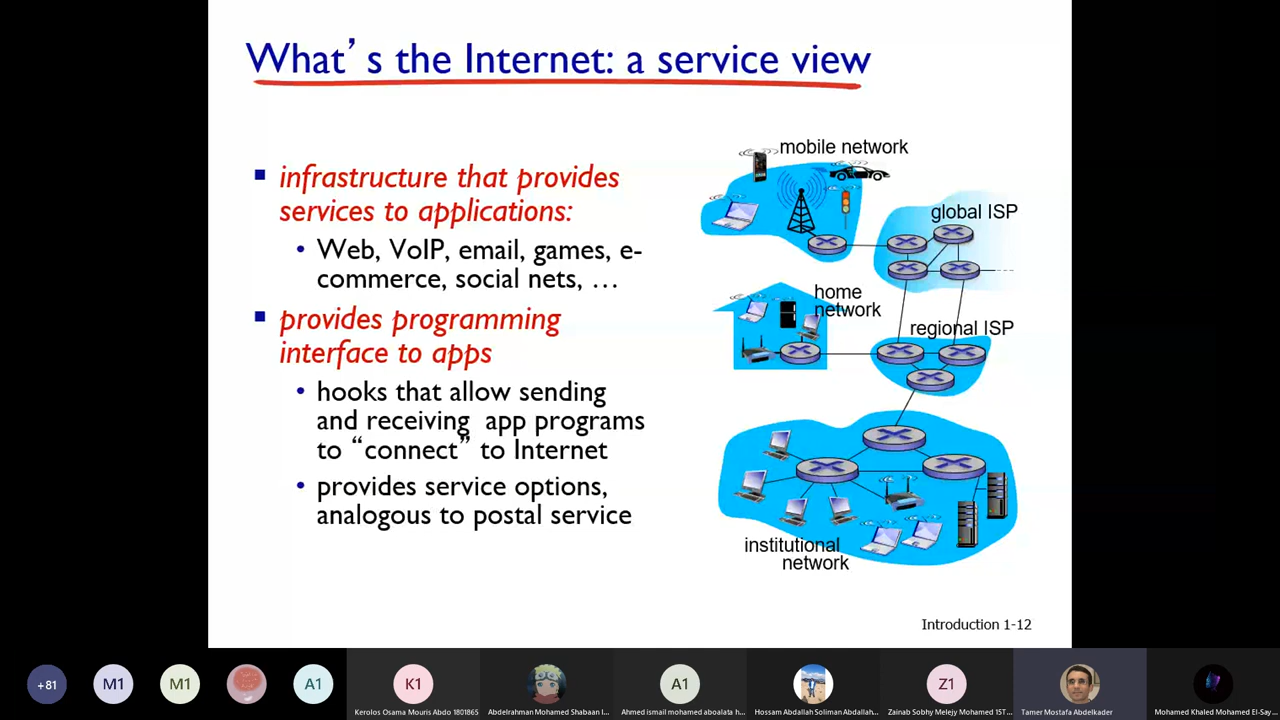 What's the Internet: a service view
infrastructure that provides
services to applications:
Web, VoIP, email, games, e-
commerce, social nets, …
provides programming
interface to apps
hooks that allow sending
and receiving app programs
to “connect” to Internet
provides service options,
analogous to postal service
mobile network
global ISP
home
network
regional ISP
institutional
network
Introduction 1-12
+81
M1
M1
A1
K1
Kerolos Osama Mouris Abdo 1801865
Abdelrahman Mohamed Shabaan I...
A1
Ahmed ismail mohamed aboalata h...
Hossam Abdallah Soliman Abdallah...
Z1
Zainab Sobhy Melejy Mohamed 15T...
Tamer Mostafa Abdelkader
Mohamed Khaled Mohamed El-Say...